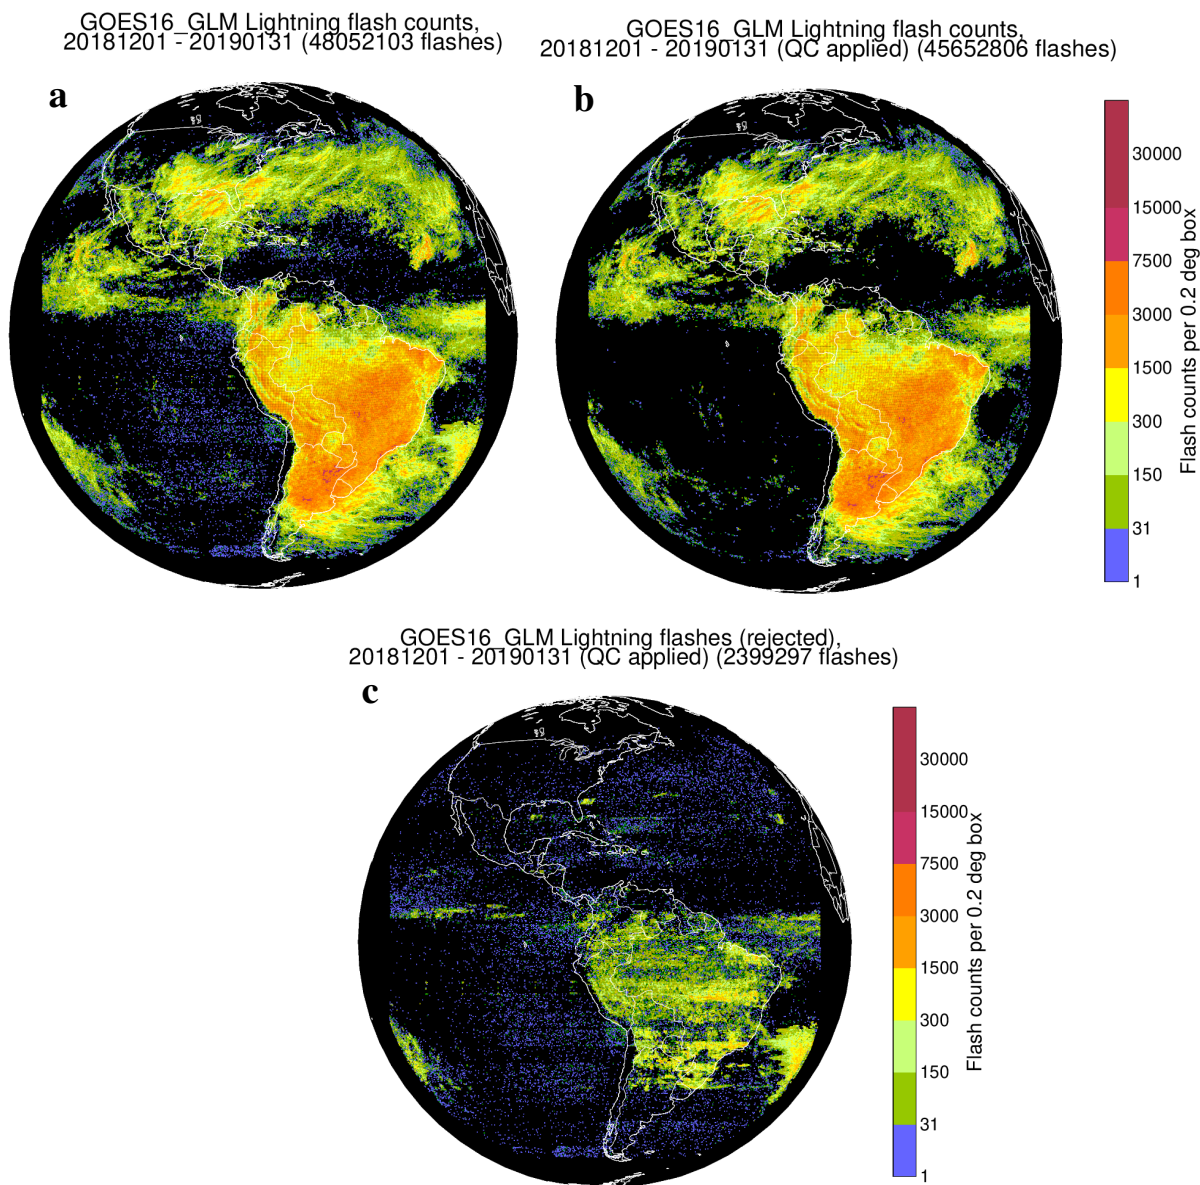 GOES16_GLM Lightning flash counts,
20181201 - 20190131 (48052103 flashes)
GOES16_GLM Lightning flash counts,
20181201 - 20190131 (QC applied) (45652806 flashes)
a
b
30000
15000
7500
3000
1500
300
150
31
1
Flash counts per 0.2 deg box
GOES16_GLM Lightning flashes (rejected),
20181201 - 20190131 (QC applied) (2399297 flashes)
c
30000
15000
7500
3000
1500
300
150
31
1
Flash counts per 0.2 deg box